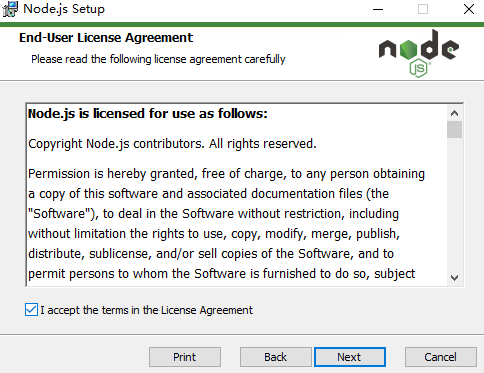 Node.js Setup
End-User License Agreement
Please read the following license agreement carefully
node
JS
Node.js is licensed for use as follows:
Copyright Node.js contributors. All rights reserved.
Permission is hereby granted, free of charge, to any person obtaining
a copy of this software and associated documentation files (the
"Software"), to deal in the Software without restriction, including
without limitation the rights to use, copy, modify, merge, publish,
distribute, sublicense, and/or sell copies of the Software, and to
permit persons to whom the Software is furnished to do so, subject
I accept the terms in the License Agreement
Print Back Next Cancel